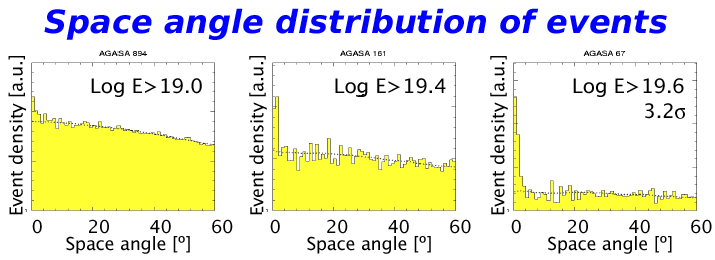 Space angle distribution of events
AGASA 894
Log E>19.0
Event density [a.u.]
0 20 40 60
Space angle [º]
AGASA 161
Log E>19.4
Event density [a.u.]
0 20 40 60
Space angle [º]
AGASA 67
Log E>19.6
3.2σ
Event density [a.u.]
0 20 40 60
Space angle [º]